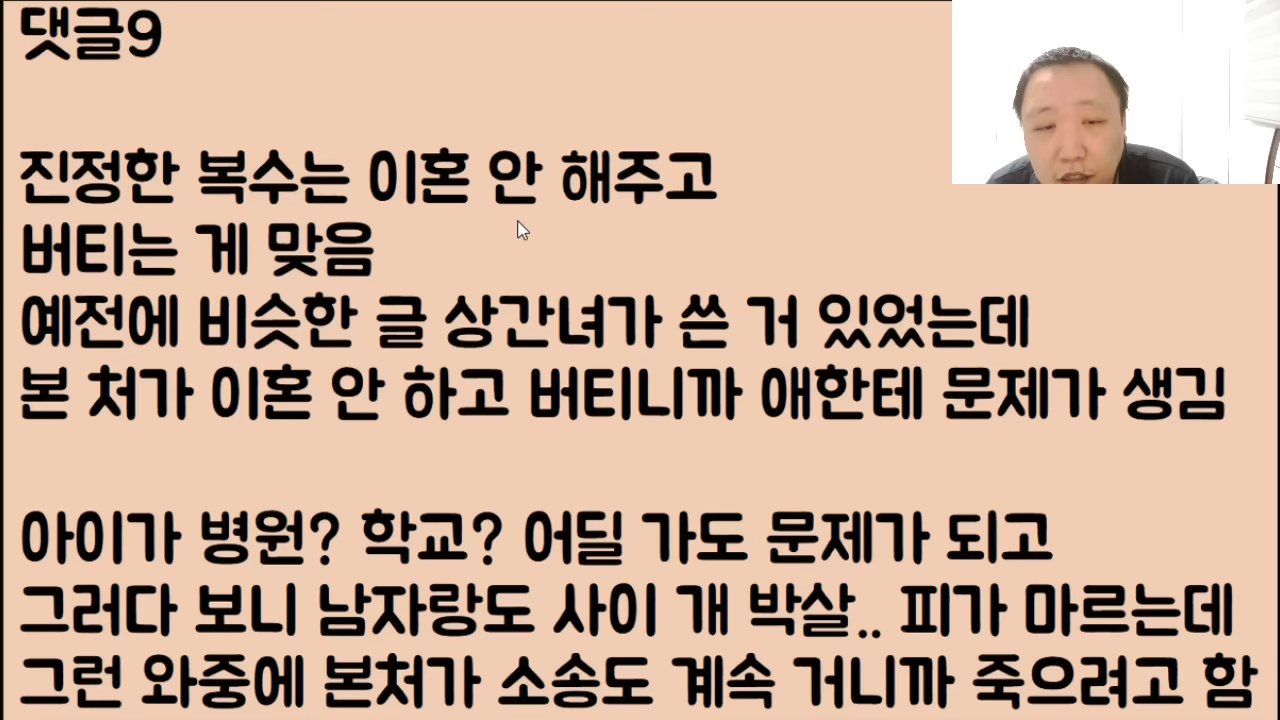 댓글9
진정한 복수는 이혼 안 해주고
버티는 게 맞음
예전에 비슷한 글 상간녀가 쓴 거 있었는데
본 처가 이혼 안 하고 버티니까 애한테 문제가 생김
아이가 병원? 학교? 어딜 가도 문제가 되고
그러다 보니 남자랑도 사이 개 박살.. 피가 마르는데
그런 와중에 본처가 소송도 계속 거니까 죽으려고 함